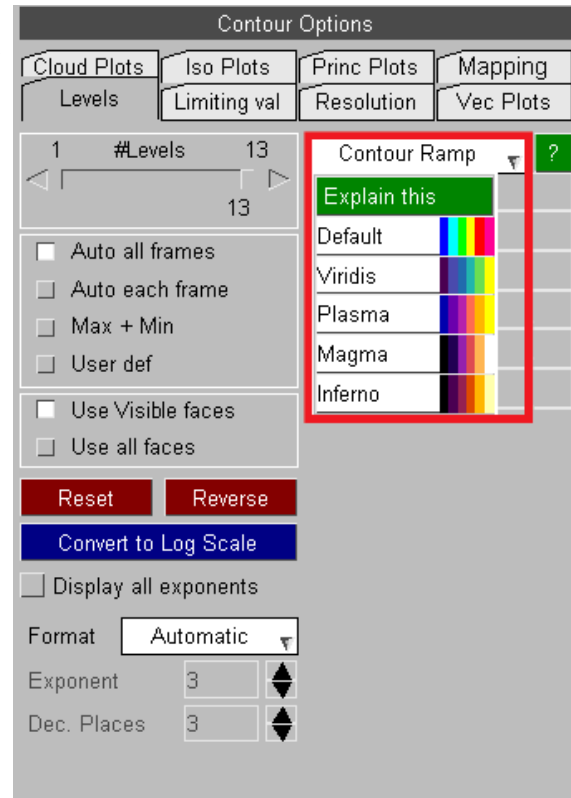 Contour Options
Cloud Plots Iso Plots Princ Plots Mapping
Levels Limiting val Resolution Vec Plots
1 #Levels 13
13
Contour Ramp ?
Explain this
Default
Viridis
Plasma
Magma
Inferno
Auto all frames
Auto each frame
Max + Min
User def
Use Visible faces
Use all faces
Reset Reverse
Convert to Log Scale
Display all exponents
Format Automatic
Exponent 3
Dec. Places 3